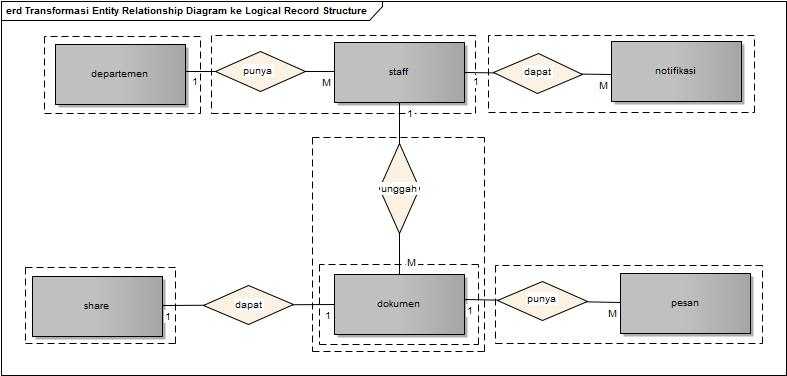 erd Transformasi Entity Relationship Diagram ke Logical Record Structure
departemen
1
punya
M
staff
1
dapat
M
notifikasi
1
unggah
M
share
1
dapat
1
dokumen
1
punya
M
pesan